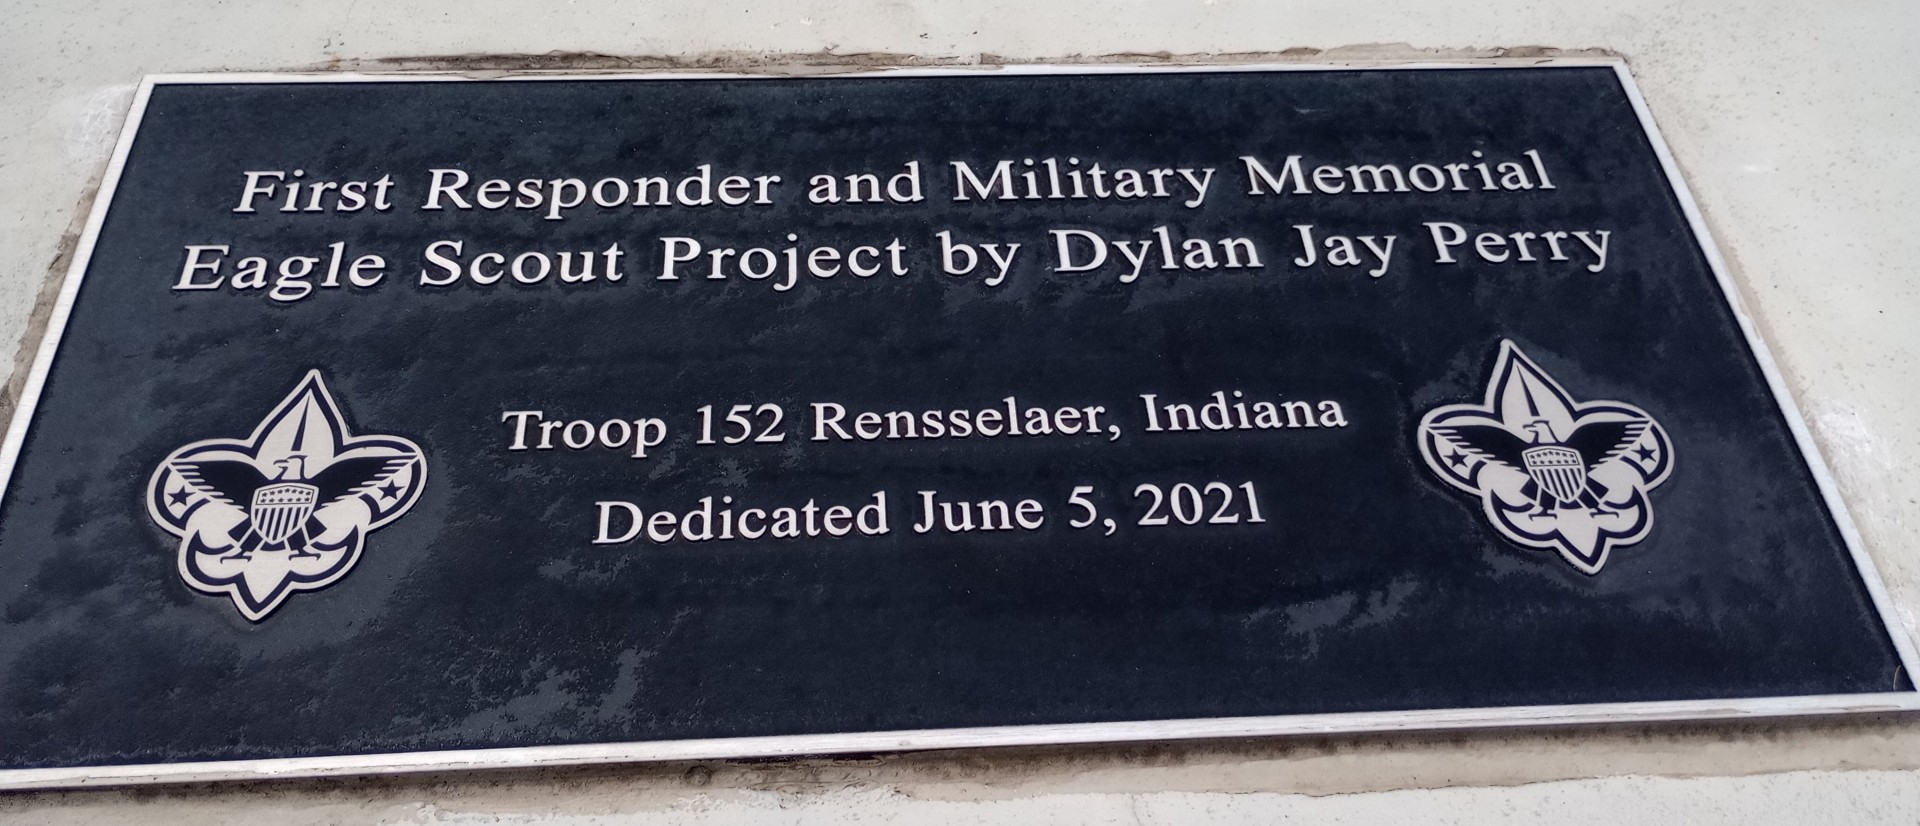 First Responder and Military Memorial
Eagle Scout Project by Dylan Jay Perry
Troop 152 Rensselaer, Indiana
Dedicated June 5, 2021